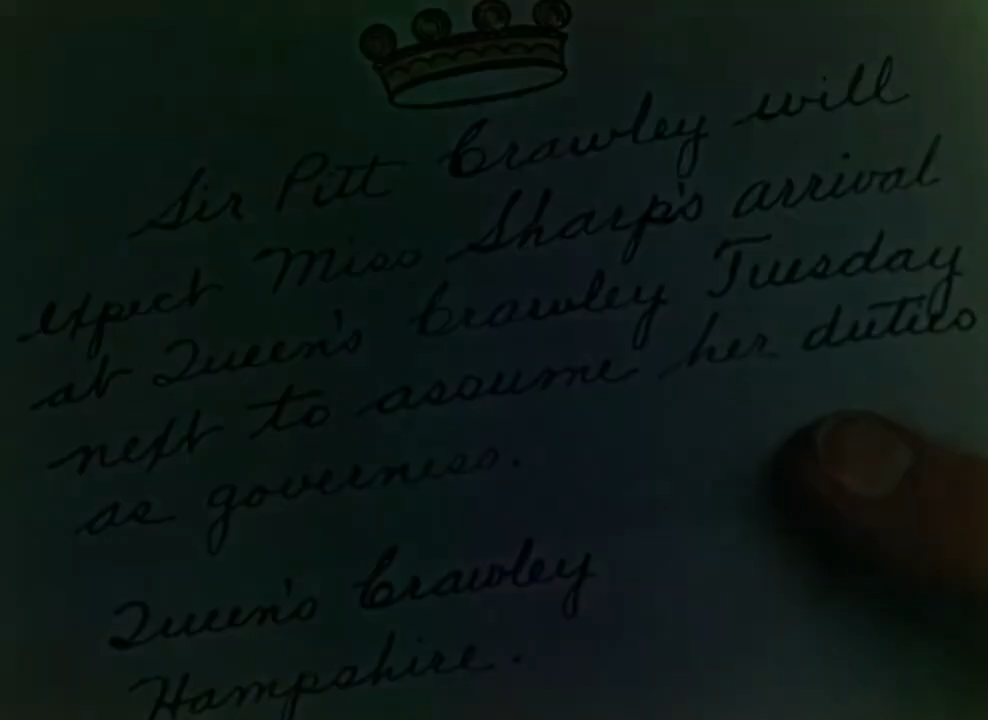 Sir Pitt Crawley will
expect Miss Sharp's arrival
at Queen's Crawley Tuesday
next to assume her duties
as governess.
Queen's Crawley
Hampshire.